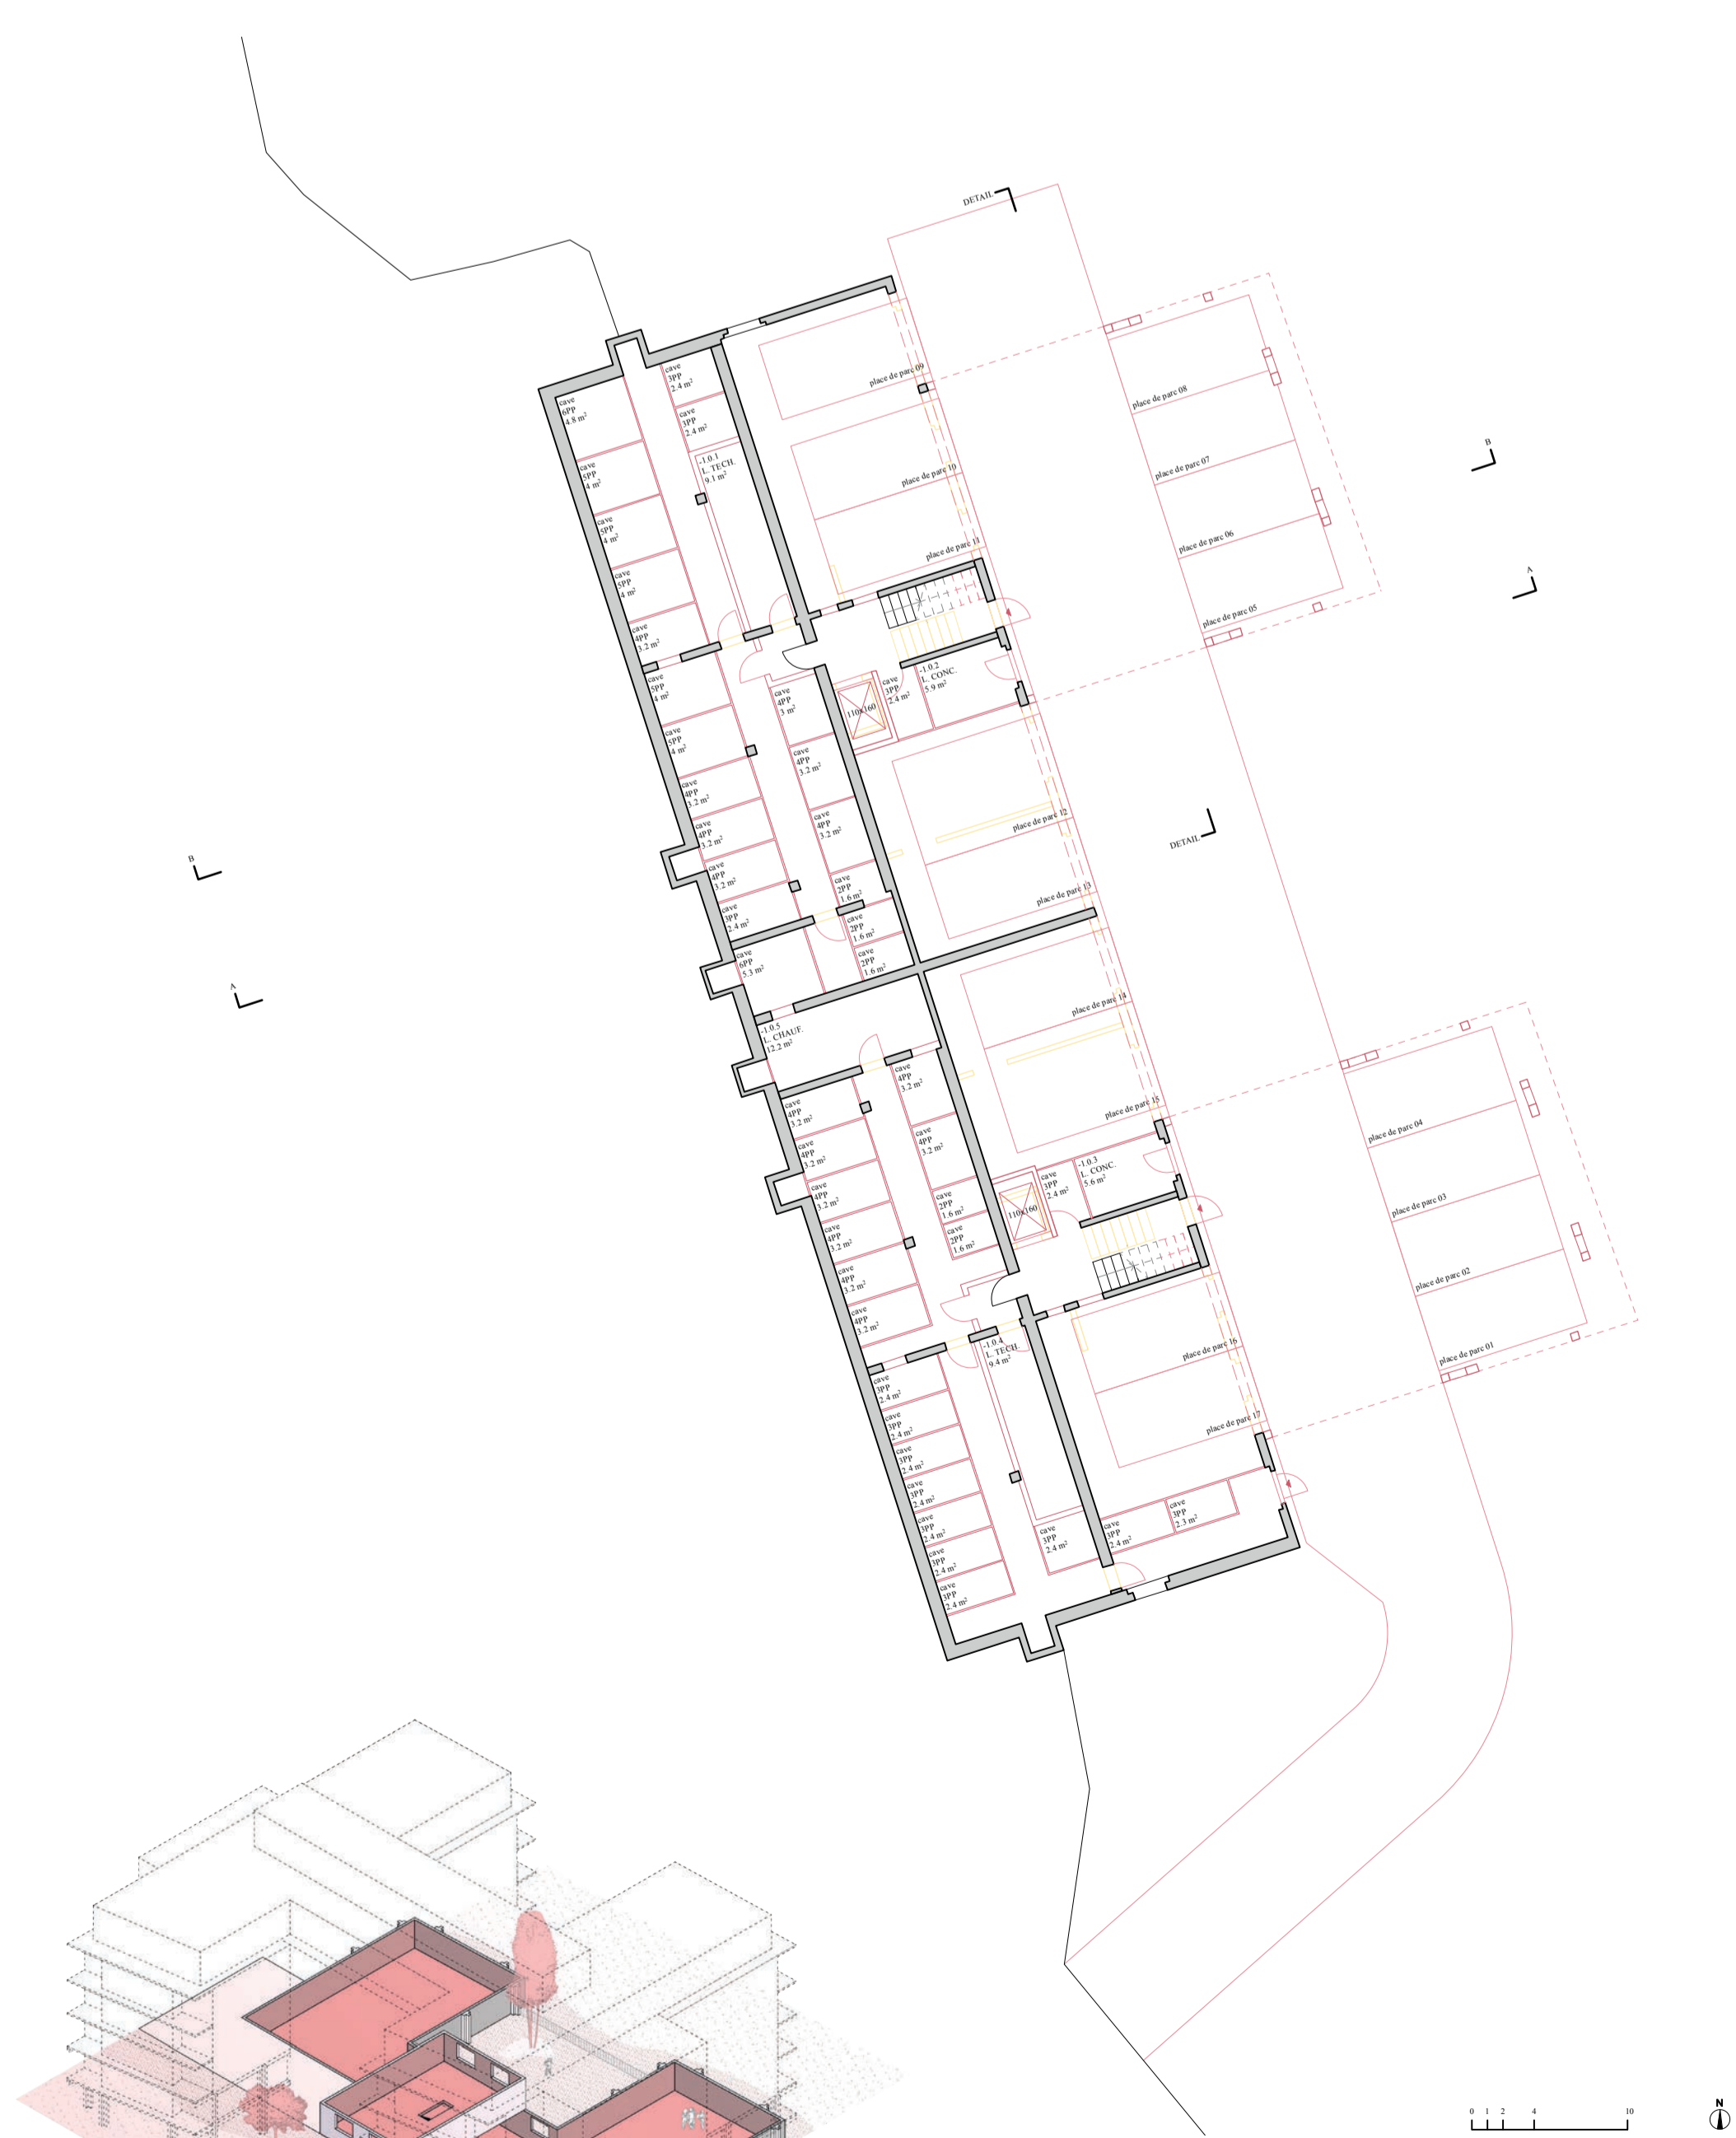 DETAIL
place de parc 09
place de parc 10
place de parc 11
place de parc 08
place de parc 07
place de parc 06
place de parc 05
B
A
cave
3PP
2.4 m²
cave
3PP
2.4 m²
-1.0.1
L. TECH.
9.1 m²
cave
6PP
4.8 m²
cave
5PP
4 m²
cave
5PP
4 m²
cave
5PP
4 m²
cave
4PP
3.2 m²
cave
5PP
4 m²
cave
5PP
4 m²
cave
4PP
3.2 m²
cave
4PP
3.2 m²
cave
4PP
3.2 m²
cave
3PP
2.4 m²
cave
6PP
5.3 m²
cave
4PP
3 m²
cave
4PP
3.2 m²
cave
4PP
3.2 m²
cave
2PP
1.6 m²
cave
2PP
1.6 m²
cave
2PP
1.6 m²
110x160
cave
3PP
2.4 m²
-1.0.2
L. CONC.
5.9 m²
place de parc 12
place de parc 13
DETAIL
B
A
-1.0.5
L. CHAUF.
12.2 m²
place de parc 14
place de parc 15
place de parc 04
place de parc 03
place de parc 02
place de parc 01
cave
4PP
3.2 m²
cave
4PP
3.2 m²
cave
4PP
3.2 m²
cave
4PP
3.2 m²
cave
4PP
3.2 m²
cave
4PP
3.2 m²
cave
4PP
3.2 m²
cave
4PP
3.2 m²
cave
2PP
1.6 m²
cave
2PP
1.6 m²
110x160
cave
3PP
2.4 m²
-1.0.3
L. CONC.
5.6 m²
-1.0.4
L. TECH.
9.4 m²
place de parc 16
place de parc 17
cave
3PP
2.4 m²
cave
3PP
2.4 m²
cave
3PP
2.4 m²
cave
3PP
2.4 m²
cave
3PP
2.4 m²
cave
3PP
2.4 m²
cave
3PP
2.4 m²
cave
3PP
2.4 m²
cave
3PP
2.4 m²
cave
3PP
2.3 m²
0 1 2 4 10
N